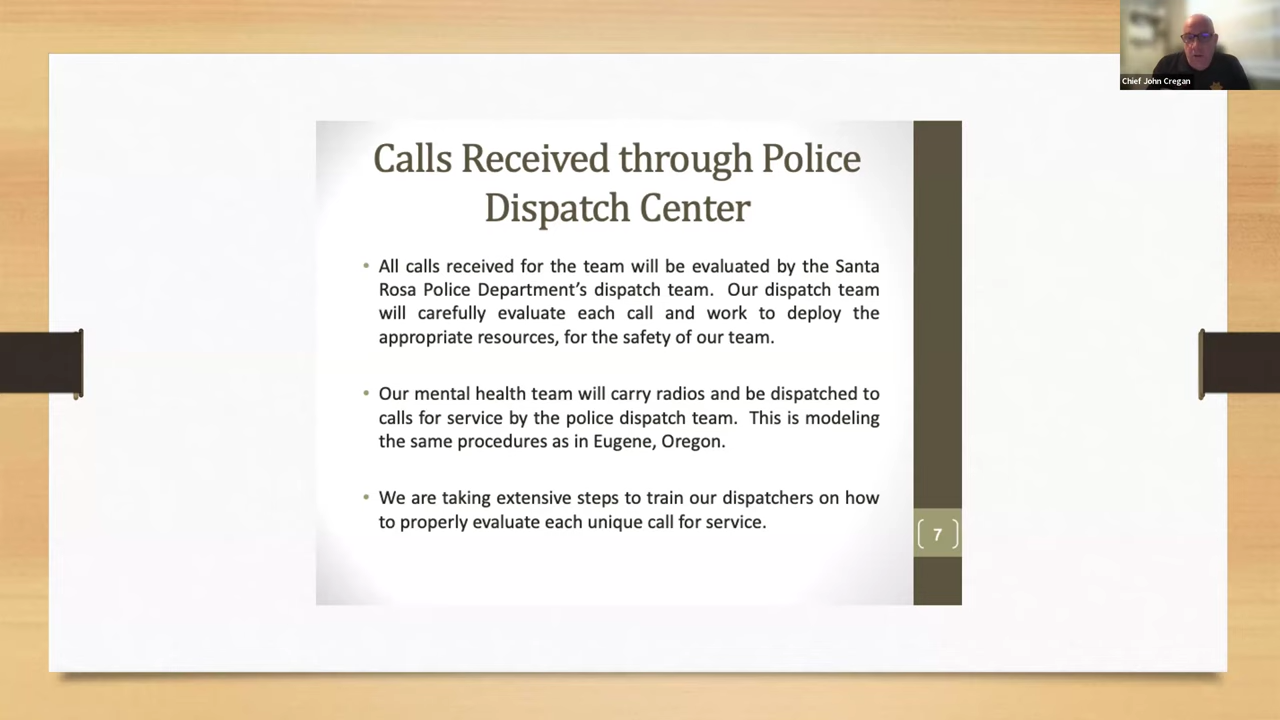 Chief John Cregan
Calls Received through Police
Dispatch Center
• All calls received for the team will be evaluated by the Santa
Rosa Police Department’s dispatch team.  Our dispatch team
will carefully evaluate each call and work to deploy the
appropriate resources, for the safety of our team.
• Our mental health team will carry radios and be dispatched to
calls for service by the police dispatch team.  This is modeling
the same procedures as in Eugene, Oregon.
• We are taking extensive steps to train our dispatchers on how
to properly evaluate each unique call for service.
7